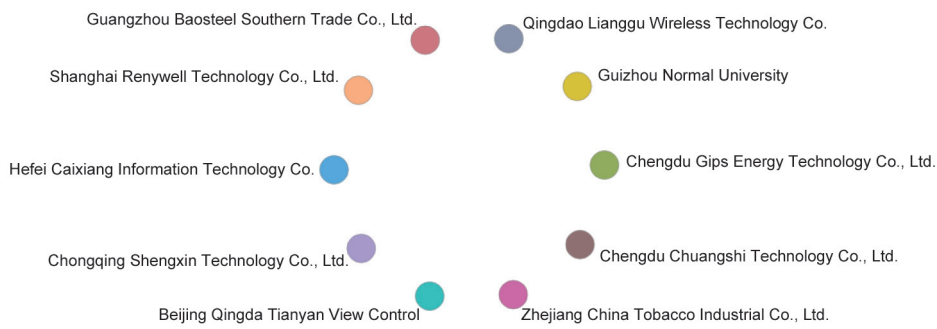 Guangzhou Baosteel Southern Trade Co., Ltd.
Qingdao Lianggu Wireless Technology Co.
Shanghai Renywell Technology Co., Ltd.
Guizhou Normal University
Hefei Caixiang Information Technology Co.
Chengdu Gips Energy Technology Co., Ltd.
Chongqing Shengxin Technology Co., Ltd.
Chengdu Chuangshi Technology Co., Ltd.
Beijing Qingda Tianyan View Control
Zhejiang China Tobacco Industrial Co., Ltd.